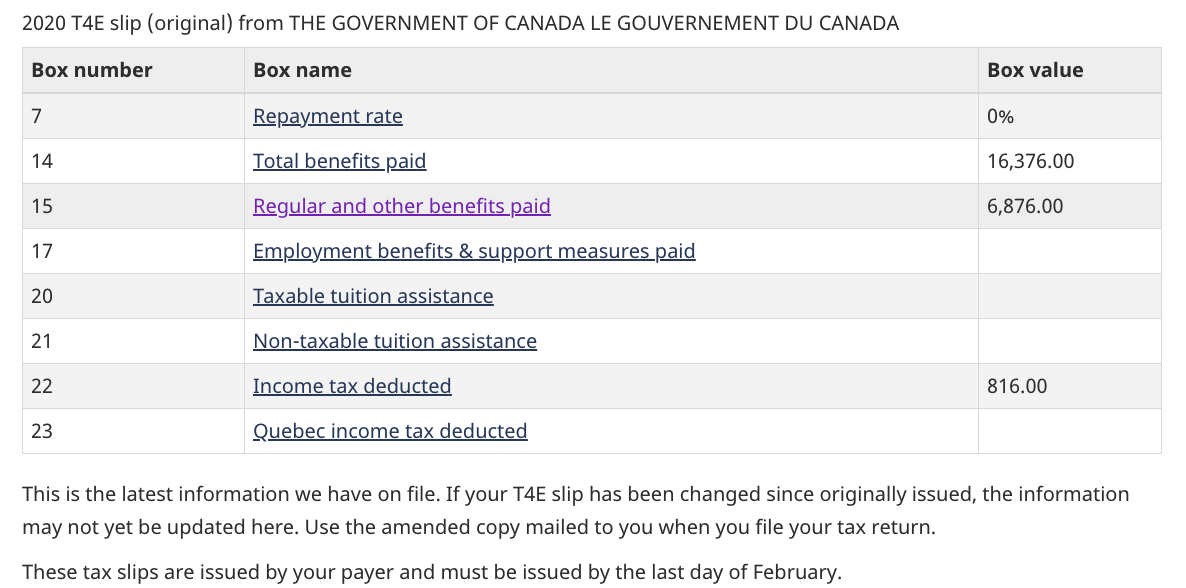 2020 T4E slip (original) from THE GOVERNMENT OF CANADA LE GOUVERNEMENT DU CANADA
Box number Box name Box value
7 Repayment rate 0%
14 Total benefits paid 16,376.00
15 Regular and other benefits paid 6,876.00
17 Employment benefits & support measures paid
20 Taxable tuition assistance
21 Non-taxable tuition assistance
22 Income tax deducted 816.00
23 Quebec income tax deducted
This is the latest information we have on file. If your T4E slip has been changed since originally issued, the information
may not yet be updated here. Use the amended copy mailed to you when you file your tax return.
These tax slips are issued by your payer and must be issued by the last day of February.